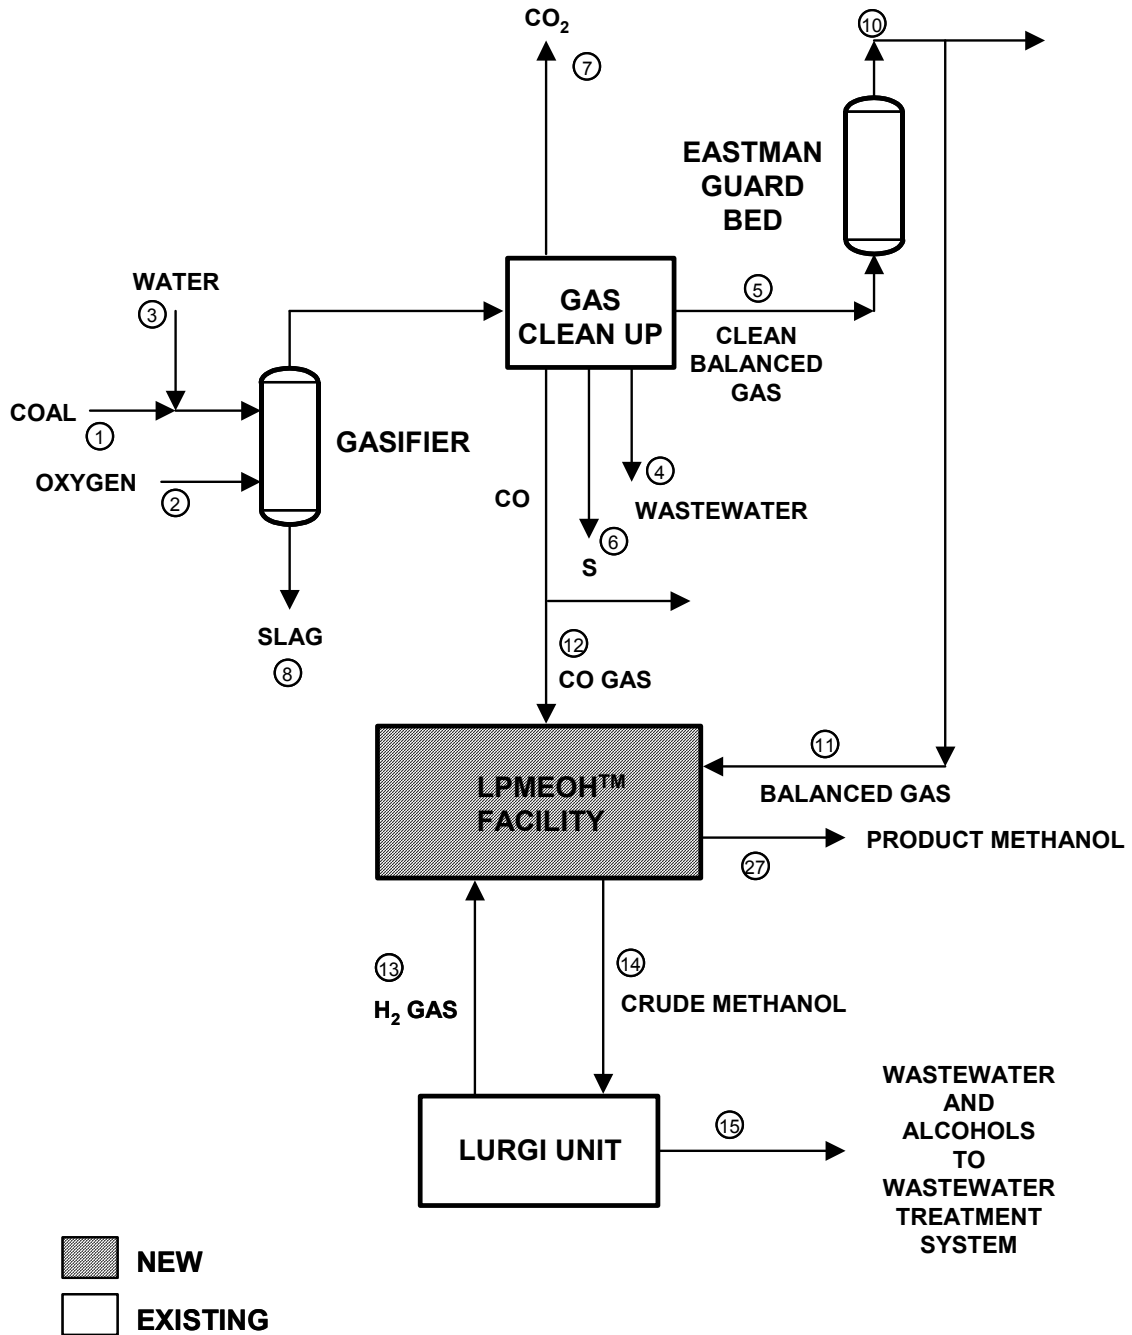 CO2
7
10
EASTMAN
GUARD
BED
WATER
3
GAS
CLEAN UP
5
CLEAN
BALANCED
GAS
COAL
1
GASIFIER
OXYGEN
2
CO
4
WASTEWATER
6
S
SLAG
8
12
CO GAS
LPMEOH™
FACILITY
11
BALANCED GAS
PRODUCT METHANOL
27
13
H2 GAS
14
CRUDE METHANOL
LURGI UNIT
15
WASTEWATER
AND
ALCOHOLS
TO
WASTEWATER
TREATMENT
SYSTEM
NEW
EXISTING